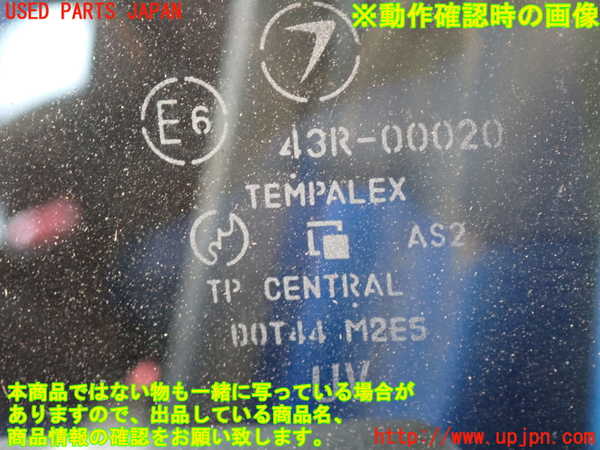 USED PARTS JAPAN
※動作確認時の画像
E6
43R-00020
TEMPALEX
AS2
TP CENTRAL
DOT44 M2E5
UV
本商品ではない物も一緒に写っている場合が
ありますので、出品している商品名、
商品情報の確認をお願い致します。
http://www.upjpn.com/